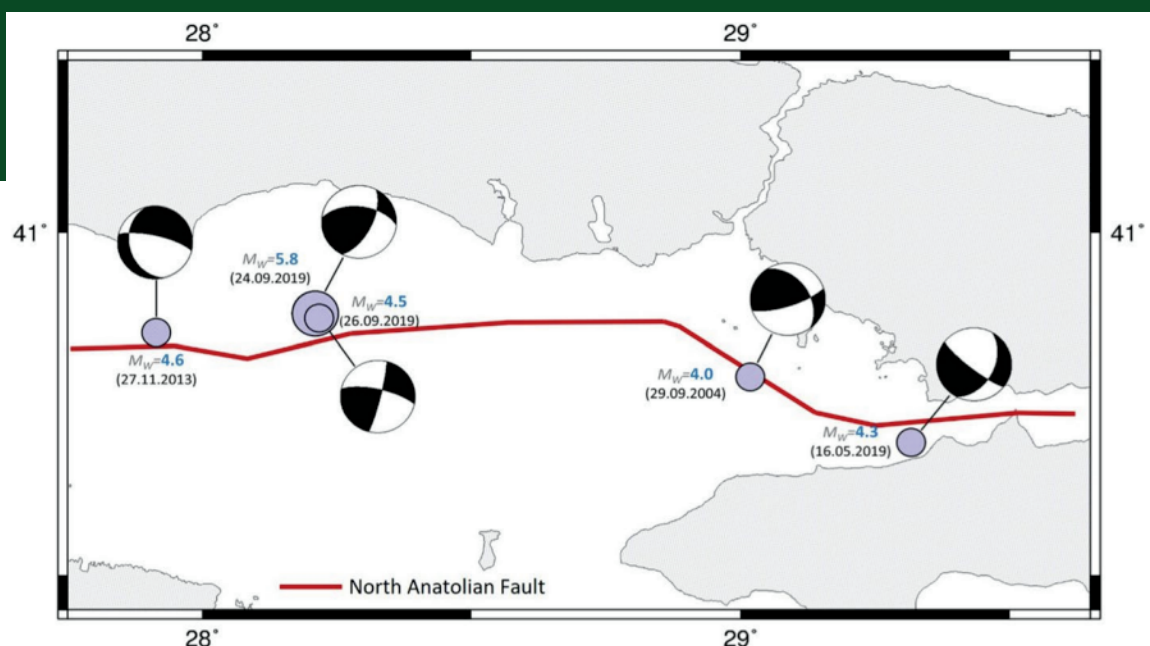 28° 29°
41° 41°
Mw=5.8
(24.09.2019)
Mw=4.5
(26.09.2019)
Mw=4.6
(27.11.2013)
Mw=4.0
(29.09.2004)
Mw=4.3
(16.05.2019)
North Anatolian Fault
28° 29°